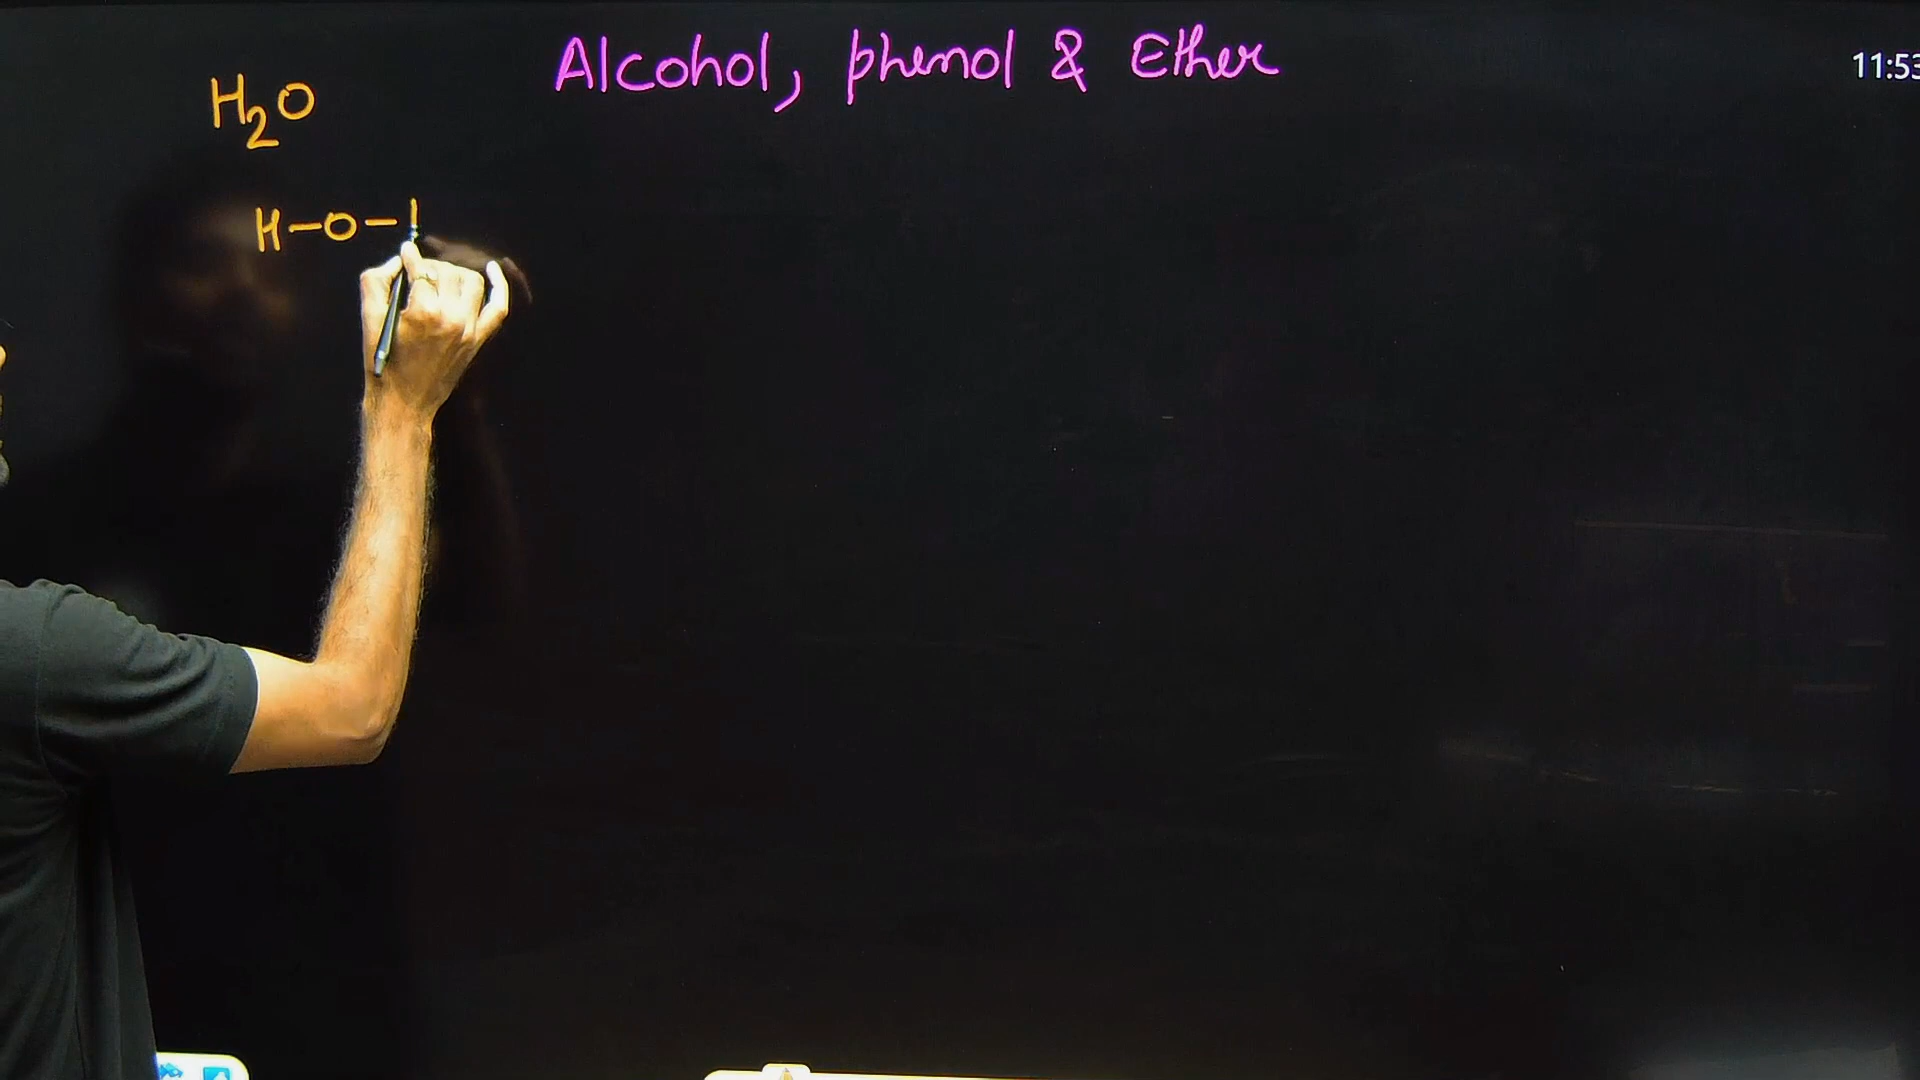 Alcohol, phenol & Ether
11:53
H₂O
H-O-